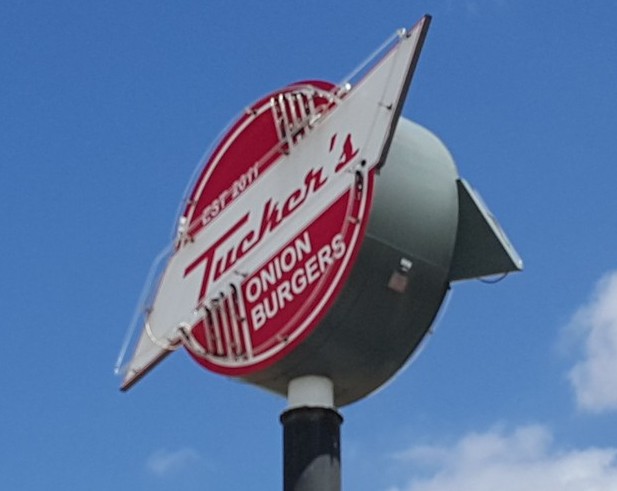 EST 2011
Tucker's
ONION
BURGERS